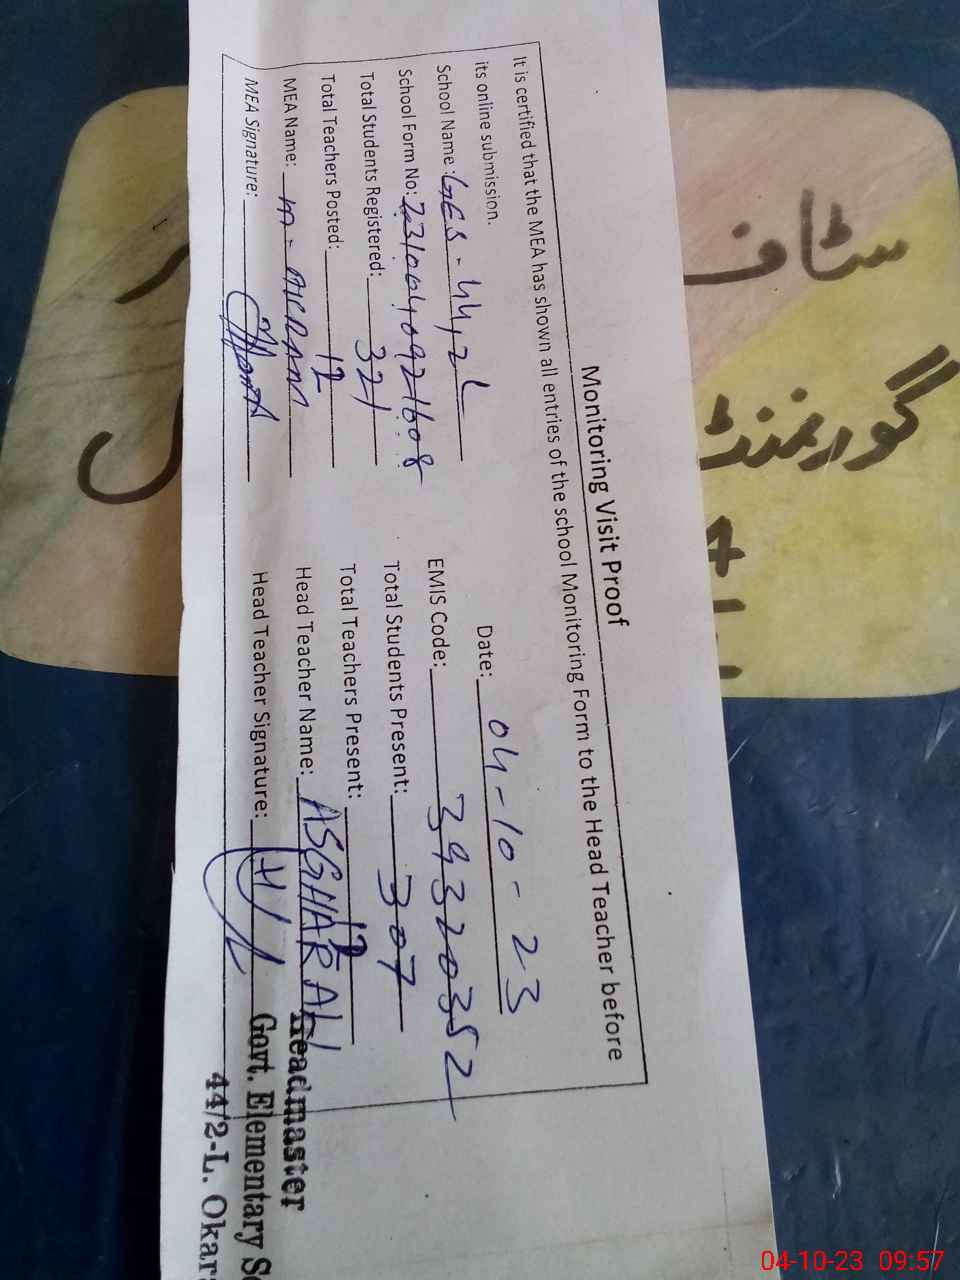 Monitoring Visit Proof
It is certified that the MEA has shown all entries of the school Monitoring Form to the Head Teacher before
its online submission.
Date: 04-10-23
School Name: GES - 44/2L
EMIS Code: 39320352
School Form No: 2310040921608
Total Students Registered: 321
Total Students Present: 307
Total Teachers Posted: 12
Total Teachers Present: 12
MEA Name: M - AKRAM
Head Teacher Name: ASGHAR ALI
MEA Signature:
Head Teacher Signature:
Headmaster
Govt. Elementary
44/2-L. Okara
سٹاف
گورنمنٹ
04-10-23 09:57